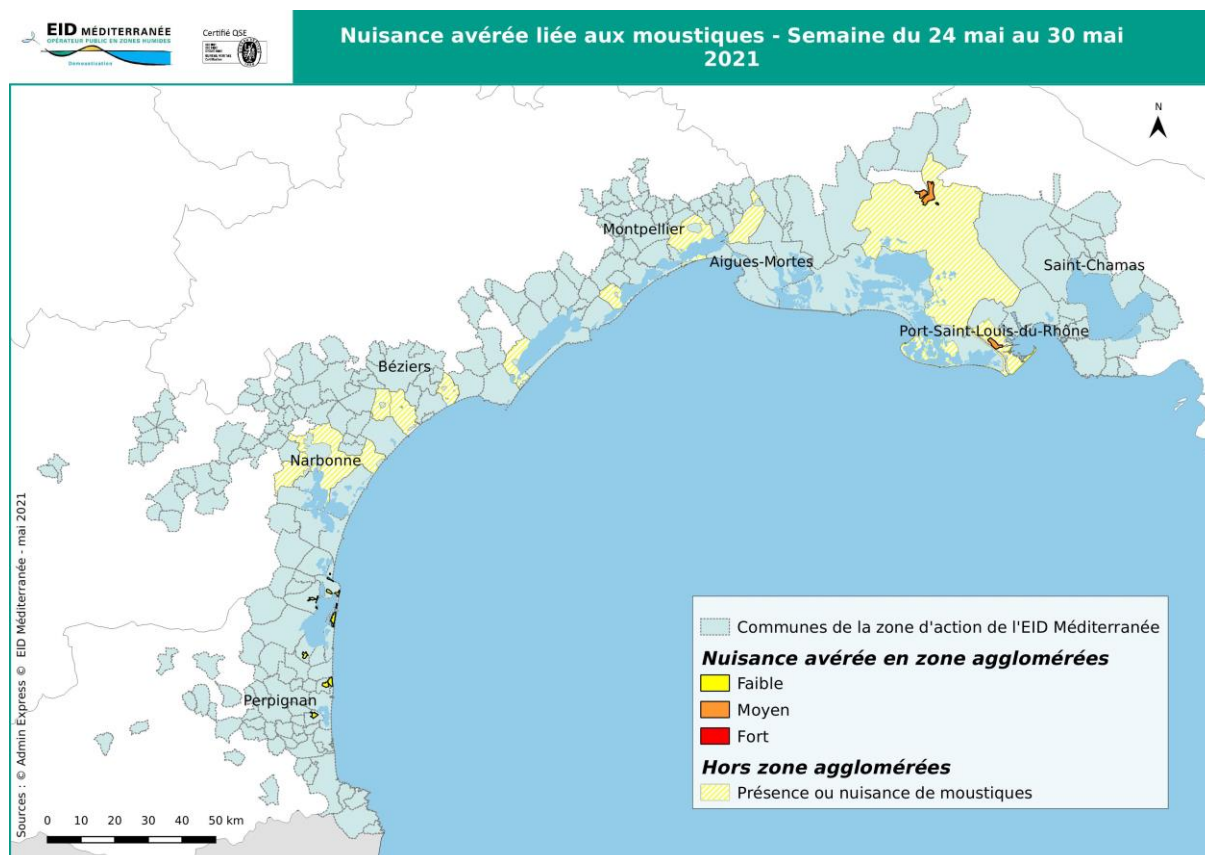 EID MÉDITERRANÉE
OPÉRATEUR PUBLIC EN ZONES HUMIDES
Démoustication
Certifié QSE
Nuisance avérée liée aux moustiques - Semaine du 24 mai au 30 mai
2021
N
Montpellier
Aigues-Mortes
Saint-Chamas
Port-Saint-Louis-du-Rhône
Béziers
Narbonne
Perpignan
Sources : © Admin Express © EID Méditerranée - mai 2021
0 10 20 30 40 50 km
Communes de la zone d'action de l'EID Méditerranée
Nuisance avérée en zone agglomérées
Faible
Moyen
Fort
Hors zone agglomérées
Présence ou nuisance de moustiques